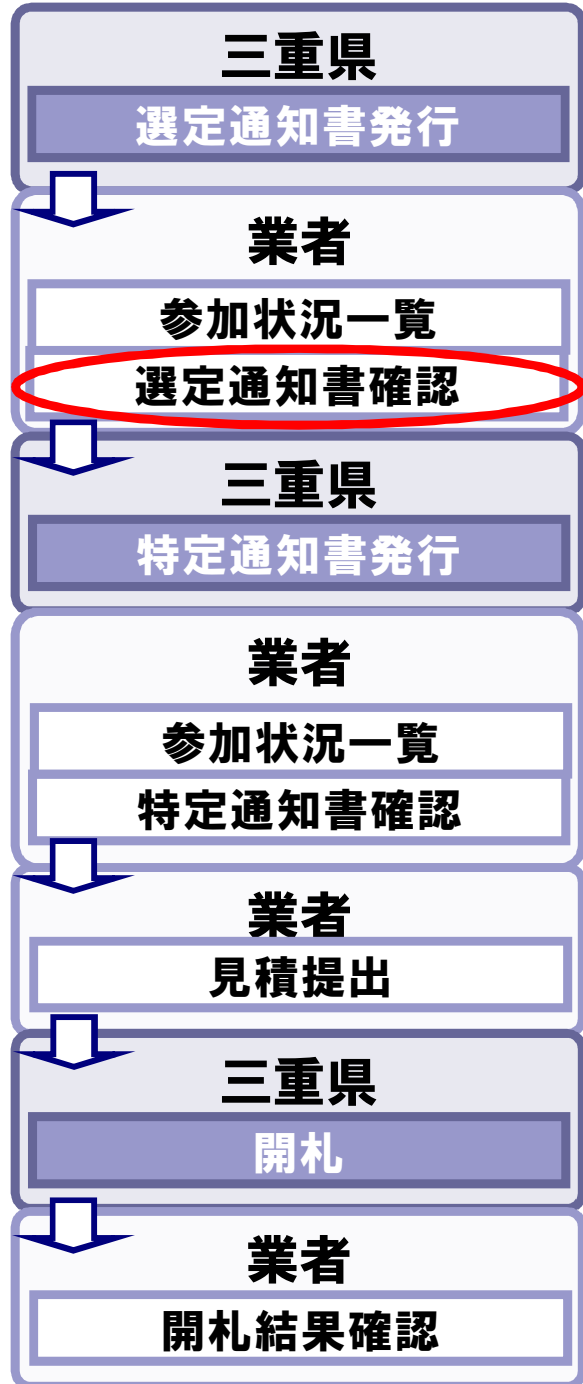 三重県
選定通知書発行
業者
参加状況一覧
選定通知書確認
三重県
特定通知書発行
業者
参加状況一覧
特定通知書確認
業者
見積提出
三重県
開札
業者
開札結果確認